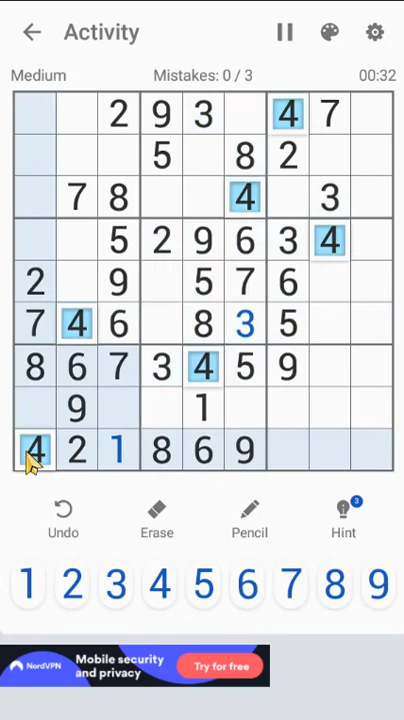 Activity
Medium Mistakes: 0 / 3 00:32
2 9 3 4 7
5 8 2
7 8 4 3
5 2 9 6 3 4
2 9 5 7 6
7 4 6 8 3 5
8 6 7 3 4 5 9
9 1
4 2 1 8 6 9
3
Undo Erase Pencil Hint
1 2 3 4 5 6 7 8 9
NordVPN Mobile security and privacy Try for free